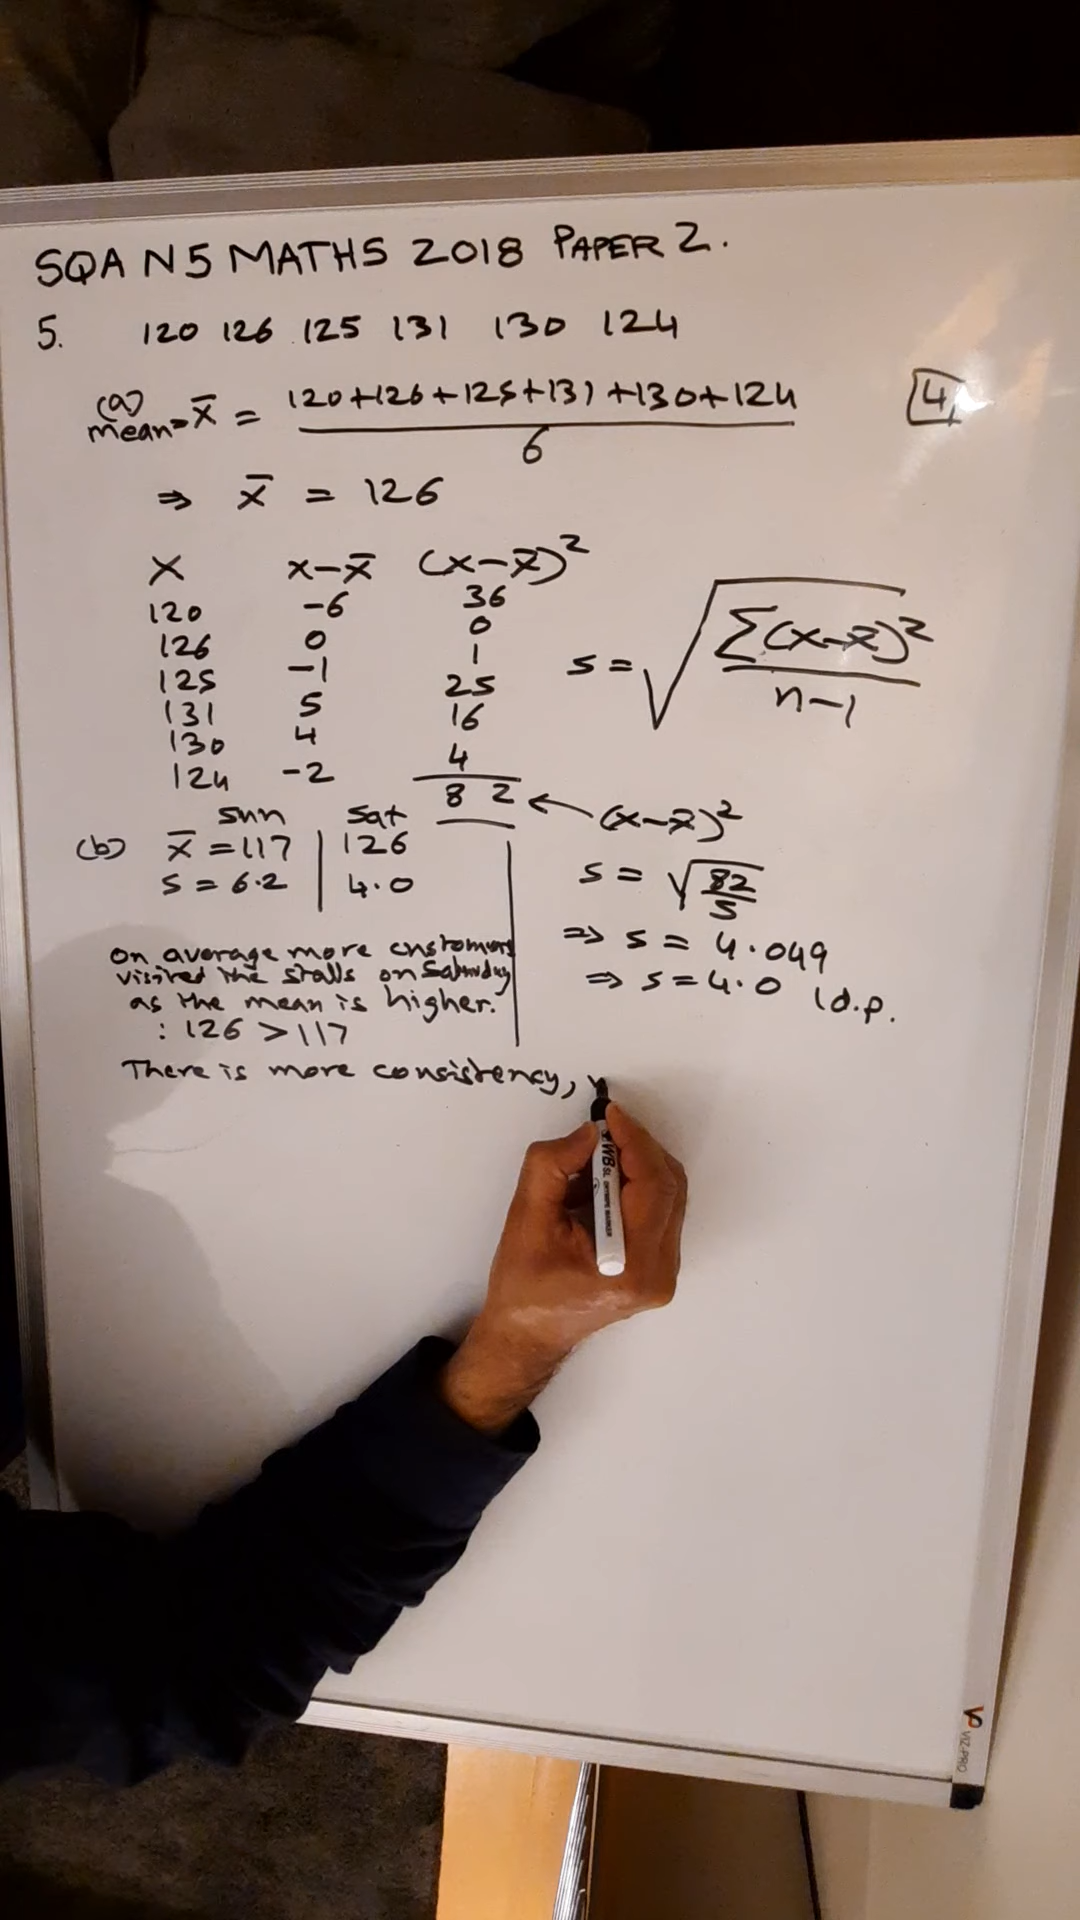 SQA N5 MATHS 2018 PAPER 2.
5. 120 126 125 131 130 124
(a) mean = x̄ = (120+126+125+131+130+124)/6 [4]
⇒ x̄ = 126
x x-x̄ (x-x̄)²
120 -6 36
126 0 0
125 -1 1
131 5 25
130 4 16
124 -2 4
82 ← (x-x̄)²
s = √(Σ(x-x̄)²/(n-1))
s = √(82/5)
⇒ s = 4.049
⇒ s = 4.0 1d.p.
(b) sun sat
x̄ = 117 | 126
s = 6.2 | 4.0
on average more customers
visited the stalls on Saturday
as the mean is higher.
: 126 > 117
There is more consistency,
WB SL
VIZ-PRO